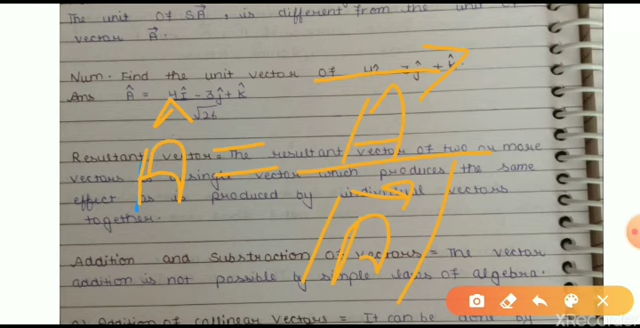 The unit of SA⃗, is different from the unit of
vector A⃗.
Num. Find the unit vector of 4î - 3ĵ + k̂.
Ans Â = 4î - 3ĵ + k̂
√26
Â = A⃗
|A⃗|
Resultant vector = The resultant vector of two or more
vectors is single vector which produces the same
effect as is produced by individual vectors
together.
Addition and Substraction of vectors = The vector
addition is not possible by simple laws of algebra.
a) Addition of collinear vectors = It can be done by
XRecorder